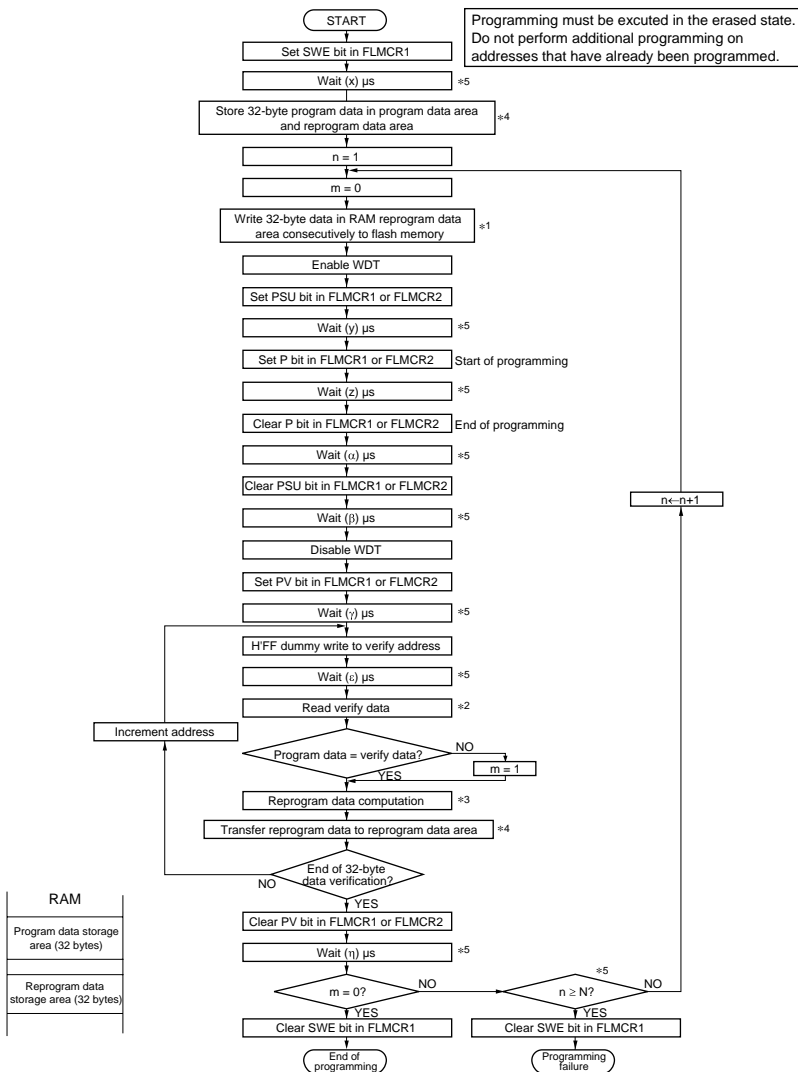 START
Programming must be excuted in the erased state.
Do not perform additional programming on
addresses that have already been programmed.
Set SWE bit in FLMCR1
Wait (x) µs
*5
Store 32-byte program data in program data area
and reprogram data area
*4
n = 1
m = 0
Write 32-byte data in RAM reprogram data
area consecutively to flash memory
*1
Enable WDT
Set PSU bit in FLMCR1 or FLMCR2
Wait (y) µs
*5
Set P bit in FLMCR1 or FLMCR2
Start of programming
Wait (z) µs
*5
Clear P bit in FLMCR1 or FLMCR2
End of programming
Wait (α) µs
*5
Clear PSU bit in FLMCR1 or FLMCR2
n←n+1
Wait (β) µs
*5
Disable WDT
Set PV bit in FLMCR1 or FLMCR2
Wait (γ) µs
*5
H'FF dummy write to verify address
Wait (ε) µs
*5
Read verify data
*2
Increment address
Program data = verify data?
NO
m = 1
YES
Reprogram data computation
*3
Transfer reprogram data to reprogram data area
*4
End of 32-byte
data verification?
NO
YES
RAM
Program data storage
area (32 bytes)
Reprogram data
storage area (32 bytes)
Clear PV bit in FLMCR1 or FLMCR2
Wait (η) µs
*5
m = 0?
NO
*5
n ≥ N?
NO
YES
YES
Clear SWE bit in FLMCR1
Clear SWE bit in FLMCR1
End of
programming
Programming
failure